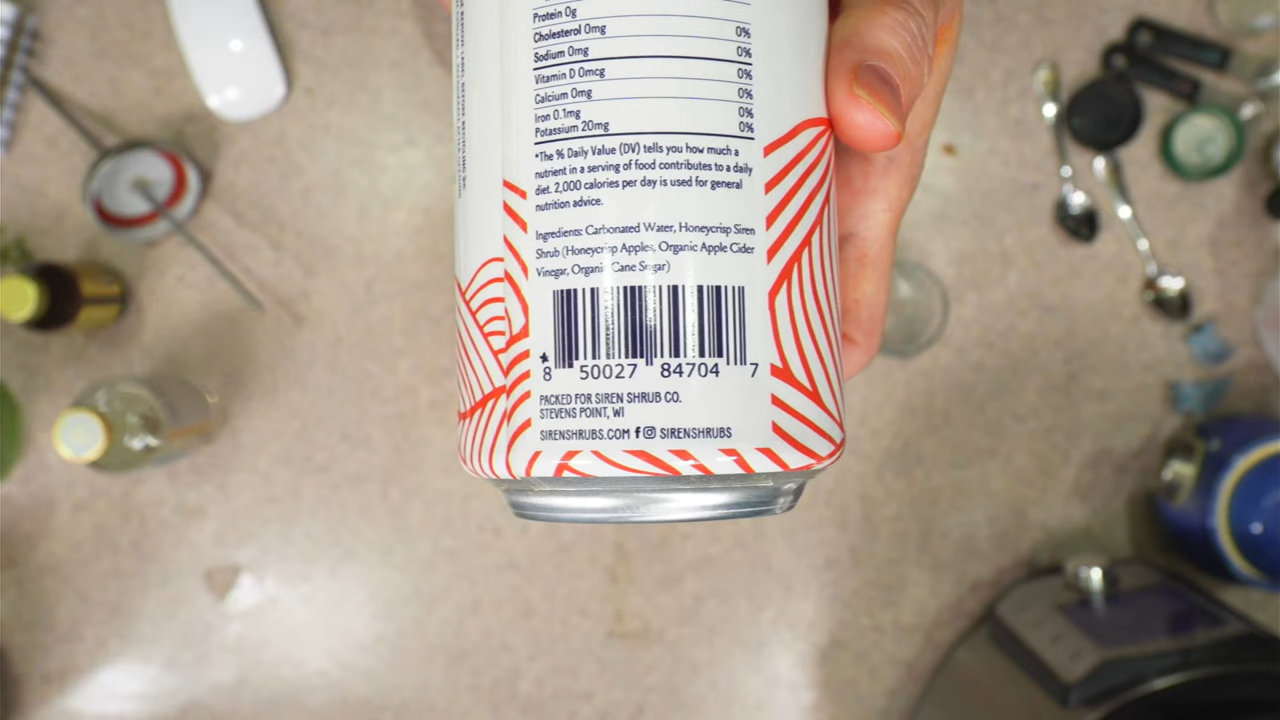 Protein 0g
Cholesterol 0mg 0%
Sodium 0mg 0%
Vitamin D 0mcg 0%
Calcium 0mg 0%
Iron 0.1mg 0%
Potassium 20mg 0%
*The % Daily Value (DV) tells you how much a
nutrient in a serving of food contributes to a daily
diet. 2,000 calories per day is used for general
nutrition advice.
Ingredients: Carbonated Water, Honeycrisp Siren
Shrub (Honeycrisp Apples, Organic Apple Cider
Vinegar, Organic Cane Sugar)
8 50027 84704 7
PACKED FOR SIREN SHRUB CO.
STEVENS POINT, WI
SIRENSHRUBS.COM SIRENSHRUBS